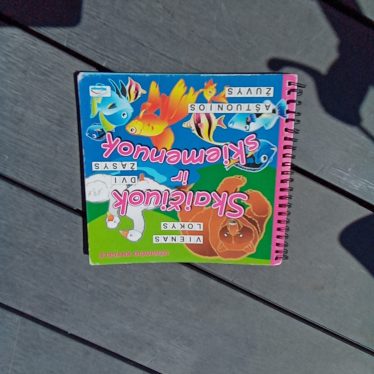 VIENAS
LOKYS
Skaičiuok
ir
skiemenuok
DVI
ŽĄSYS
AŠTUONIOS
ŽUVYS